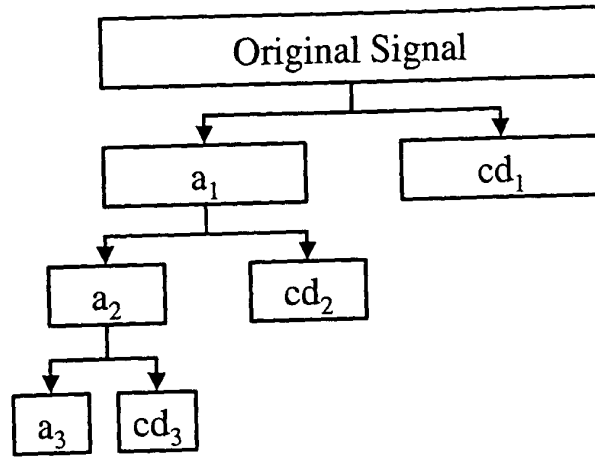 Original Signal
a₁ cd₁
a₂ cd₂
a₃ cd₃